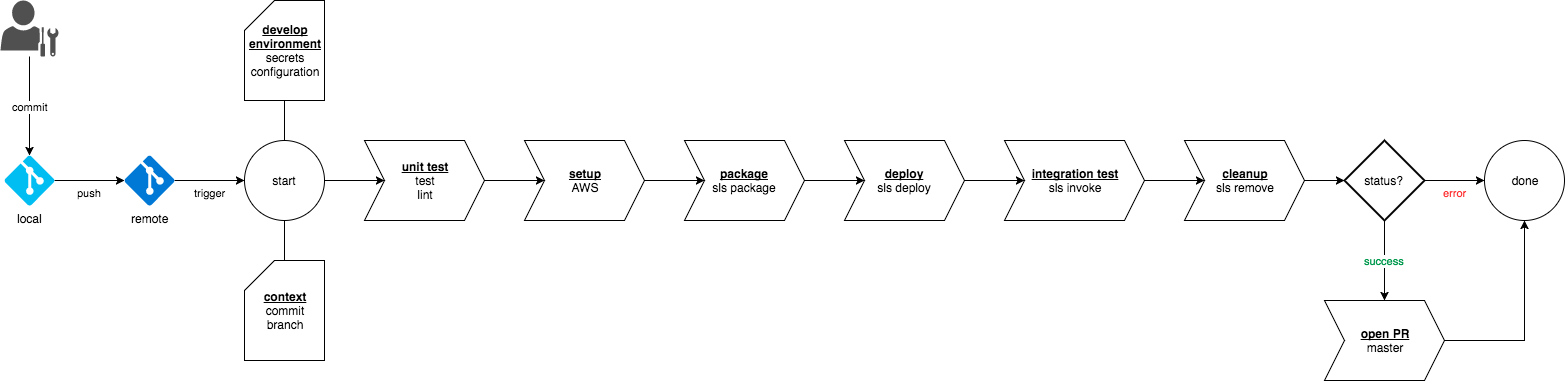 develop
environment
secrets
configuration
commit
local
push
remote
trigger
start
context
commit
branch
unit test
test
lint
setup
AWS
package
sls package
deploy
sls deploy
integration test
sls invoke
cleanup
sls remove
status?
error
done
success
open PR
master